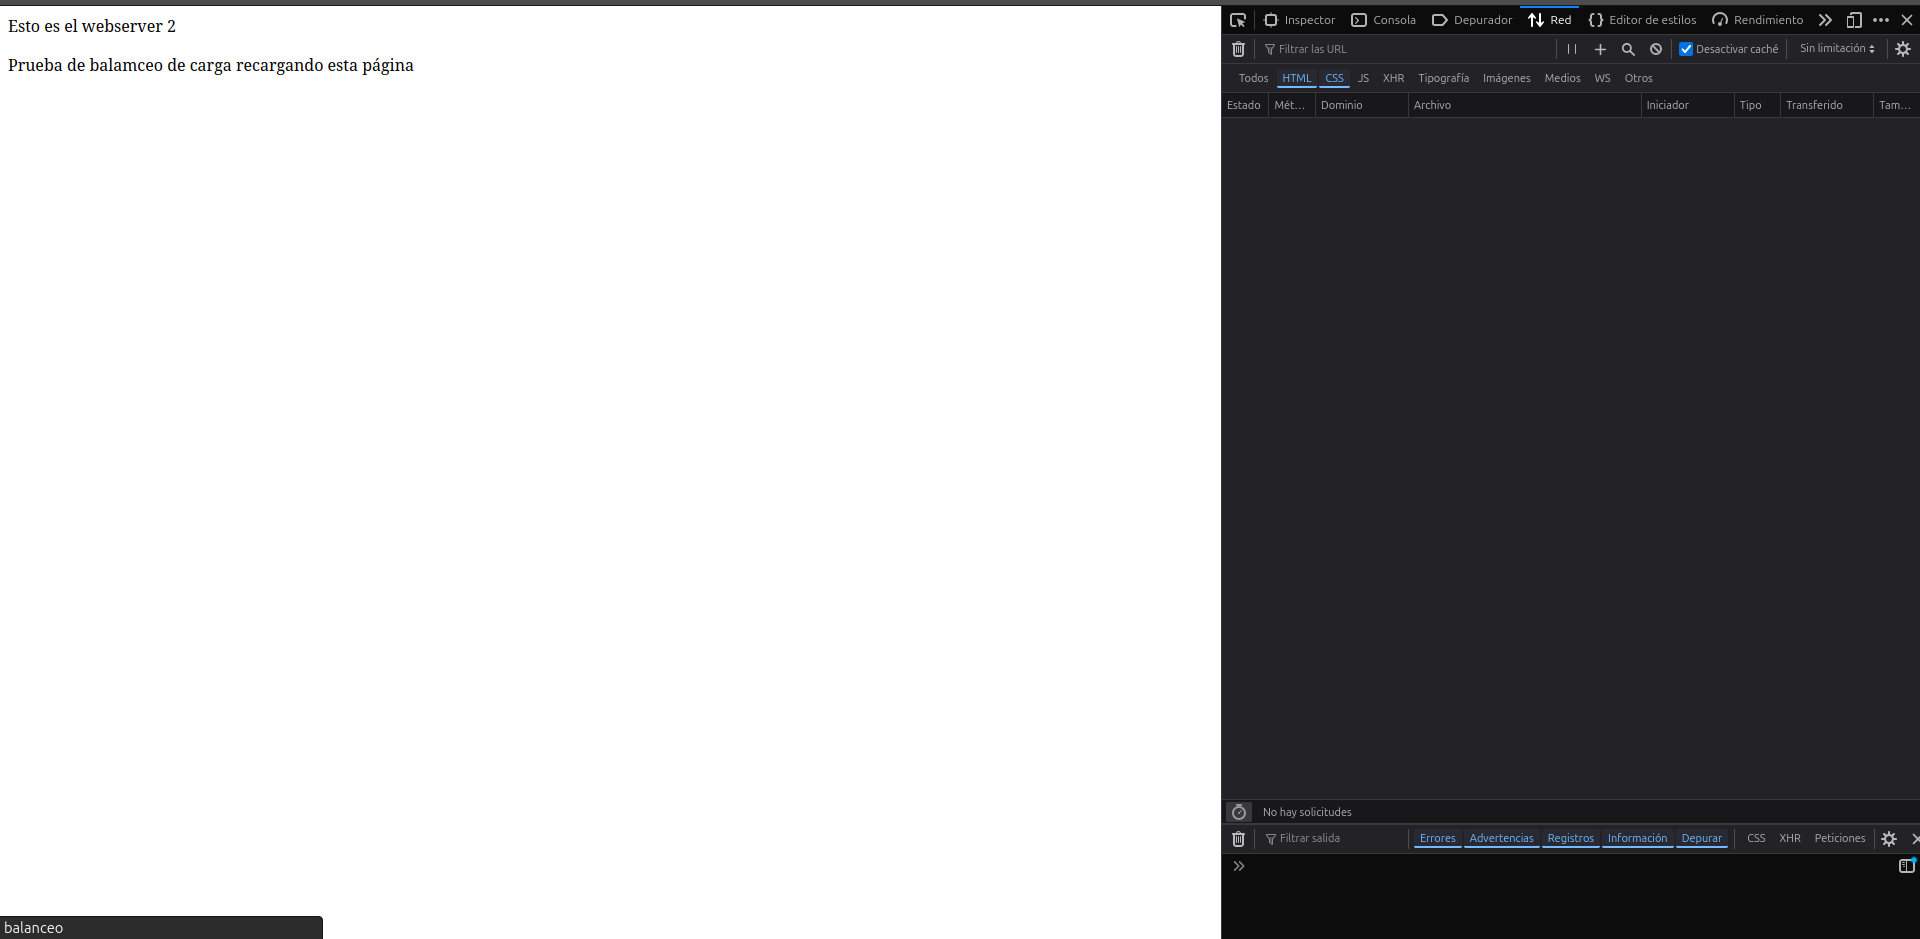 Esto es el webserver 2
Prueba de balamceo de carga recargando esta página
balanceo
Inspector Consola Depurador Red Editor de estilos Rendimiento
Filtrar las URL Desactivar caché Sin limitación
Todos HTML CSS JS XHR Tipografía Imágenes Medios WS Otros
Estado Mét... Dominio Archivo Iniciador Tipo Transferido Tam...
No hay solicitudes
Filtrar salida Errores Advertencias Registros Información Depurar CSS XHR Peticiones